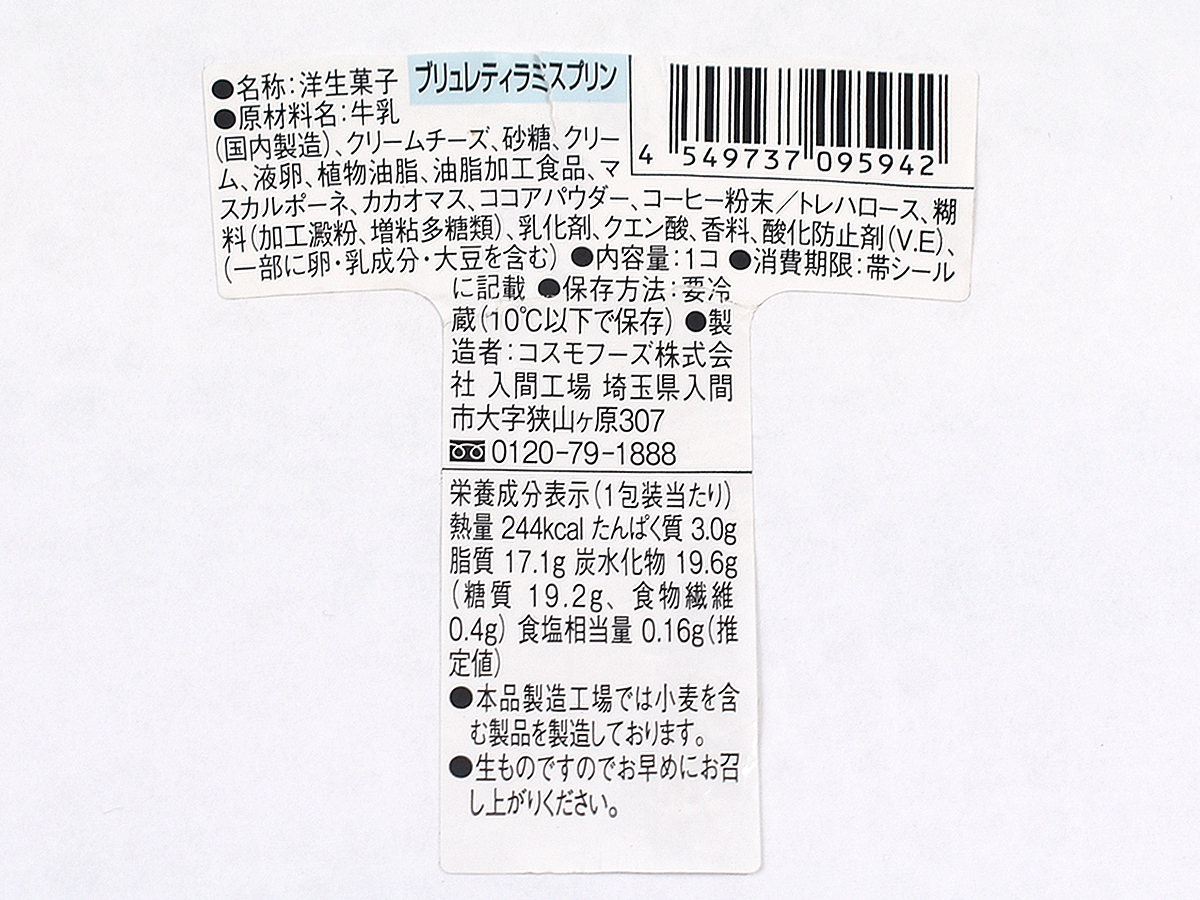 ●名称：洋生菓子 ブリュレティラミスプリン
●原材料名：牛乳
(国内製造)、クリームチーズ、砂糖、クリー
ム、液卵、植物油脂、油脂加工食品、マ
4 549737 095942
スカルポーネ、カカオマス、ココアパウダー、コーヒー粉末／トレハロース、糊
料(加工澱粉、増粘多糖類)、乳化剤、クエン酸、香料、酸化防止剤(V.E)、
(一部に卵・乳成分・大豆を含む) ●内容量：1コ ●消費期限：帯シール
に記載 ●保存方法：要冷
蔵(10℃以下で保存) ●製
造者：コスモフーズ株式会
社 入間工場 埼玉県入間
市大字狭山ヶ原307
0120-79-1888
栄養成分表示(1包装当たり)
熱量 244kcal たんぱく質 3.0g
脂質 17.1g 炭水化物 19.6g
(糖質 19.2g、食物繊維
0.4g) 食塩相当量 0.16g(推
定値)
●本品製造工場では小麦を含
む製品を製造しております。
●生ものですのでお早めにお召
し上がりください。